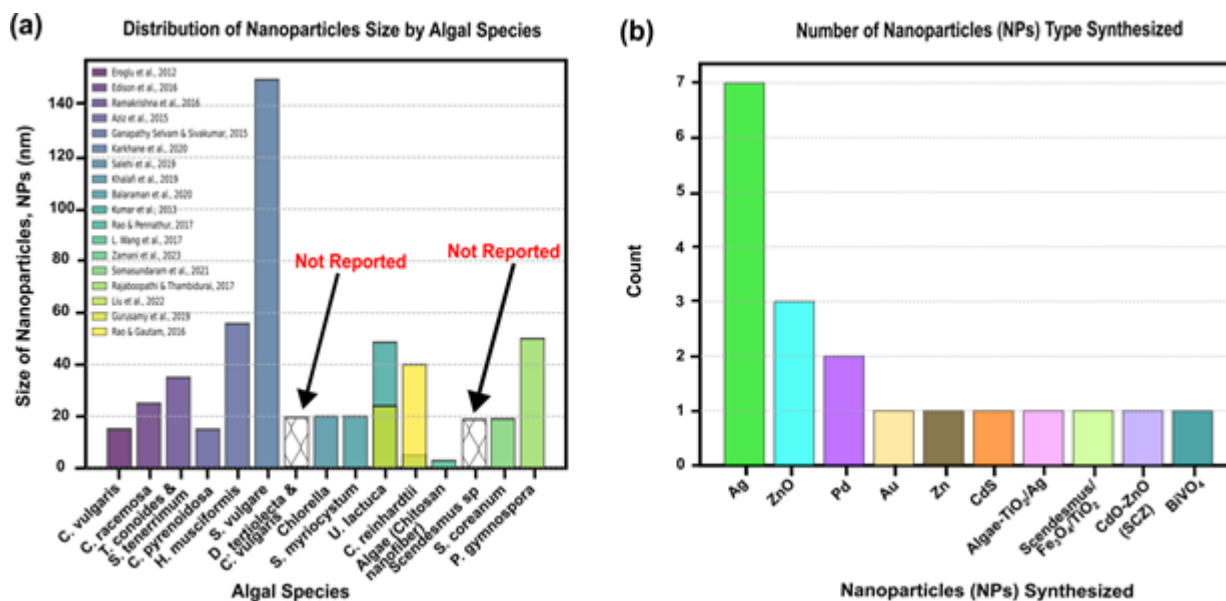 (a)
Distribution of Nanoparticles Size by Algal Species
Size of Nanoparticles, NPs (nm)
140
120
100
80
60
40
20
0
Eroglu et al., 2012
Edison et al., 2016
Ramakrishna et al., 2016
Aziz et al., 2015
Ganapathy Selvam & Sivakumar, 2015
Karkhane et al., 2020
Salehi et al., 2019
Khalafi et al., 2019
Balaraman et al., 2020
Kumar et al., 2013
Rao & Pennathur, 2017
L. Wang et al., 2017
Zamani et al., 2023
Somasundaram et al., 2021
Rajaboopathi & Thambidurai, 2017
Liu et al., 2022
Gurusamy et al., 2019
Rao & Gautam, 2016
Not Reported
Not Reported
C. vulgaris
C. racemosa
T. conoides &
S. tenerrimum
C. pyrenoidosa
H. musciformis
S. vulgare
D. tertiolecta &
C. vulgaris
Chlorella
S. myriocystum
U. lactuca
C. reinhardtii
Algae (Chitosan
nanofiber)
Scendesmus sp
S. coreanum
P. gymnospora
Algal Species
(b)
Number of Nanoparticles (NPs) Type Synthesized
Count
7
6
5
4
3
2
1
0
Ag
ZnO
Pd
Au
Zn
CdS
Algae-TiO₂/Ag
Scendesmus/
Fe₃O₄/TiO₂
CdO-ZnO
(SCZ)
BiVO₄
Nanoparticles (NPs) Synthesized